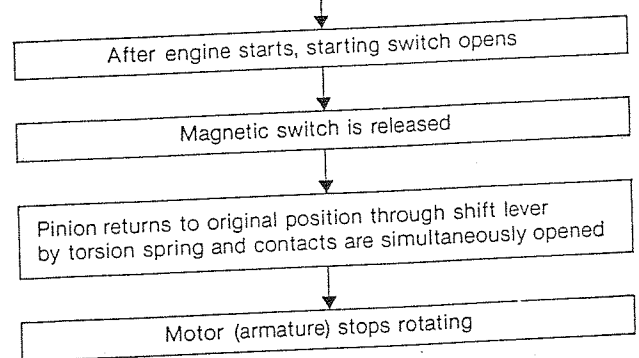 After engine starts, starting switch opens
Magnetic switch is released
Pinion returns to original position through shift lever
by torsion spring and contacts are simultaneously opened
Motor (armature) stops rotating